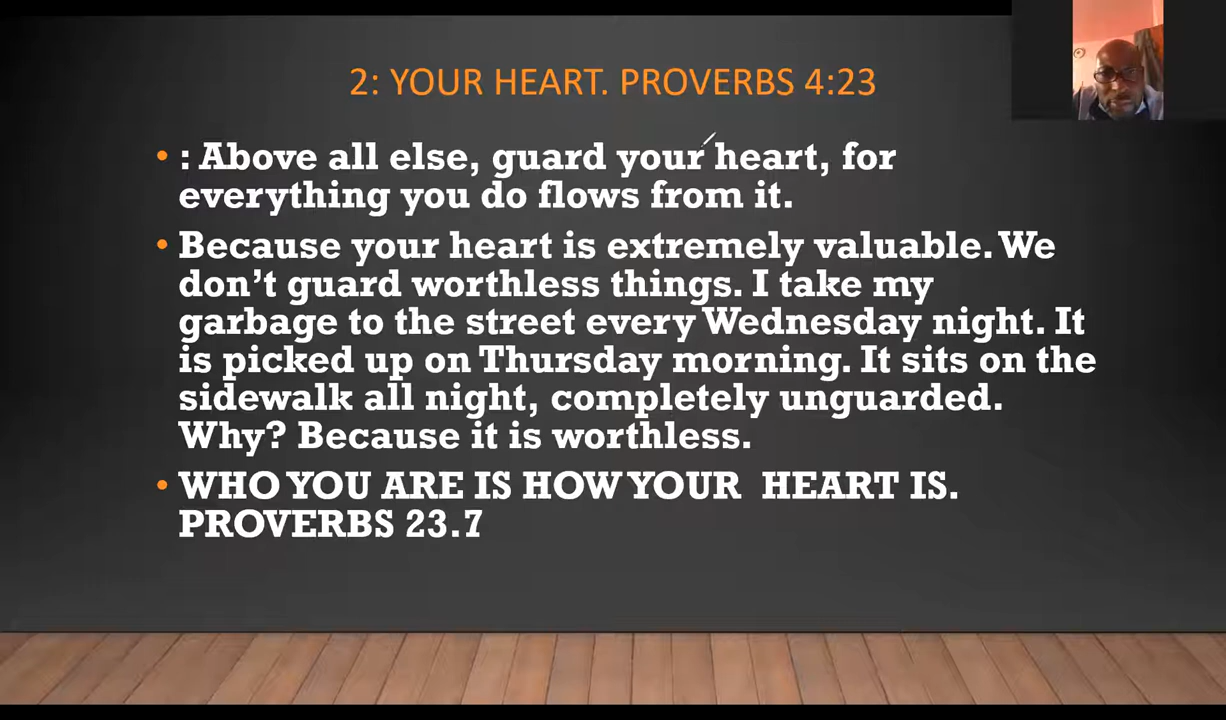 2: YOUR HEART. PROVERBS 4:23
• : Above all else, guard your heart, for
everything you do flows from it.
• Because your heart is extremely valuable. We
don’t guard worthless things. I take my
garbage to the street every Wednesday night. It
is picked up on Thursday morning. It sits on the
sidewalk all night, completely unguarded.
Why? Because it is worthless.
• WHO YOU ARE IS HOW YOUR HEART IS.
PROVERBS 23.7